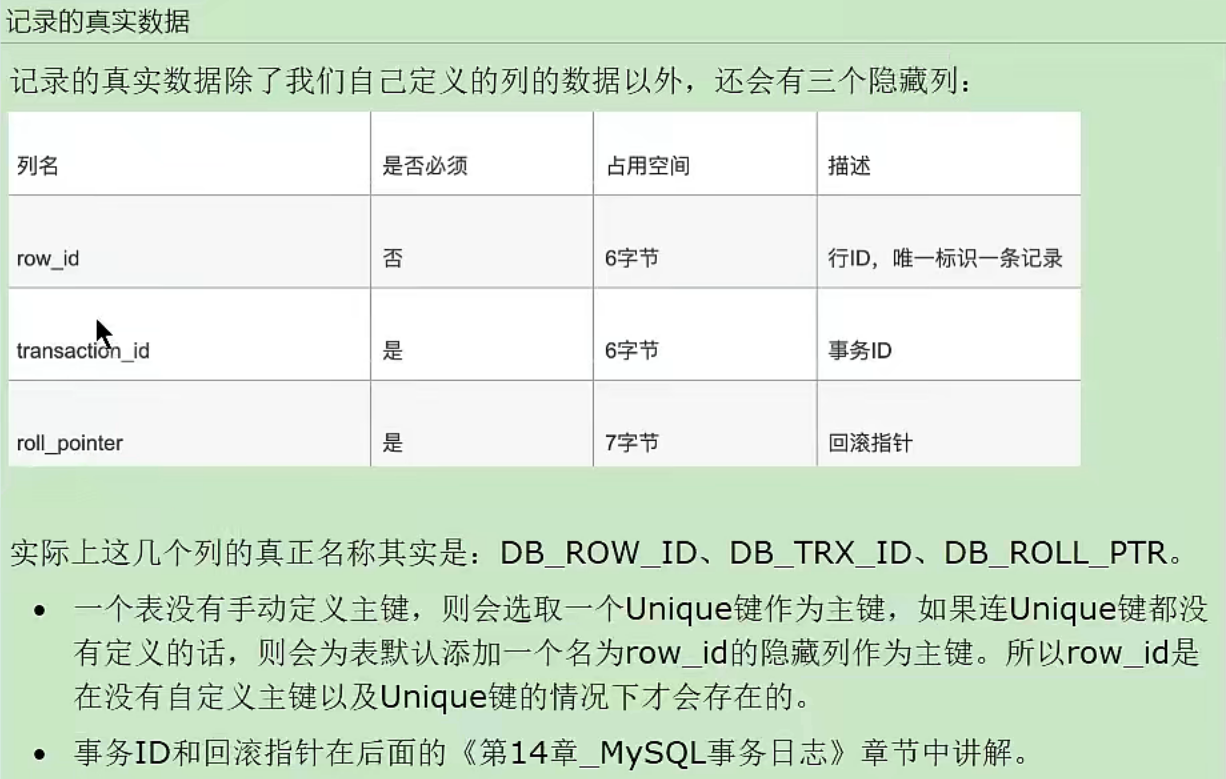 记录的真实数据
记录的真实数据除了我们自己定义的列的数据以外，还会有三个隐藏列：
列名 是否必须 占用空间 描述
row_id 否 6字节 行ID，唯一标识一条记录
transaction_id 是 6字节 事务ID
roll_pointer 是 7字节 回滚指针
实际上这几个列的真正名称其实是：DB_ROW_ID、DB_TRX_ID、DB_ROLL_PTR。
• 一个表没有手动定义主键，则会选取一个Unique键作为主键，如果连Unique键都没
有定义的话，则会为表默认添加一个名为row_id的隐藏列作为主键。所以row_id是
在没有自定义主键以及Unique键的情况下才会存在的。
• 事务ID和回滚指针在后面的《第14章_MySQL事务日志》章节中讲解。